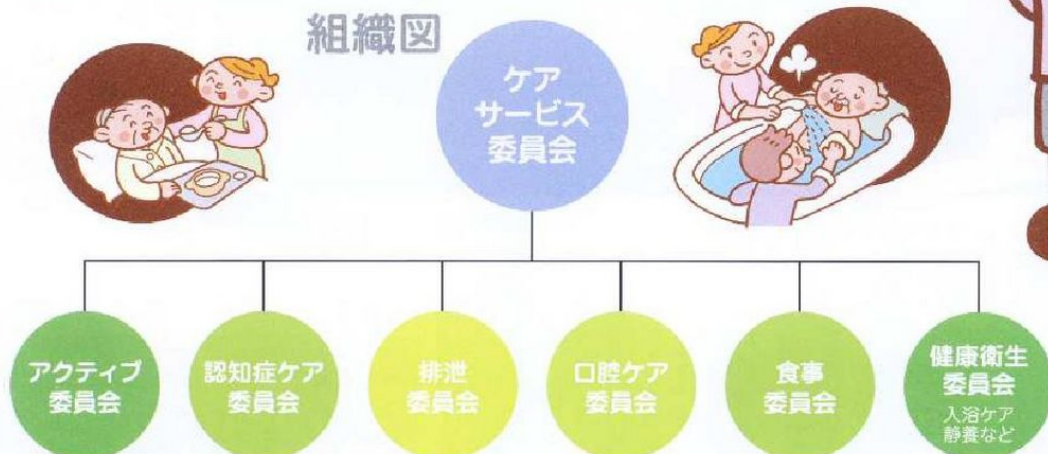 組織図
ケア
サービス
委員会
アクティブ
委員会
認知症ケア
委員会
排泄
委員会
口腔ケア
委員会
食事
委員会
健康衛生
委員会
入浴ケア
静養など